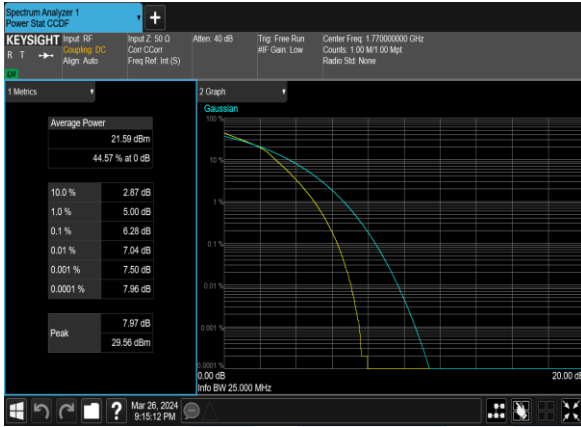 Spectrum Analyzer 1
Power Stat CCDF
KEYSIGHT
R T
LXI
Input: RF
Coupling: DC
Align: Auto
Input Z: 50 Ω
Corr CCorr
Freq Ref: Int (S)
Atten: 40 dB
Trig: Free Run
#IF Gain: Low
Center Freq: 1.770000000 GHz
Counts: 1.00 M/1.00 Mpt
Radio Std: None
1 Metrics
Average Power
21.59 dBm
44.57 % at 0 dB
10.0 % 2.87 dB
1.0 % 5.00 dB
0.1 % 6.28 dB
0.01 % 7.04 dB
0.001 % 7.50 dB
0.0001 % 7.96 dB
Peak
7.97 dB
29.56 dBm
2 Graph
Gaussian
100 %
10 %
1 %
0.1 %
0.01 %
0.001 %
0.0001 %
0.00 dB
20.00 dB
Info BW 25.000 MHz
Mar 26, 2024
9:15:12 PM